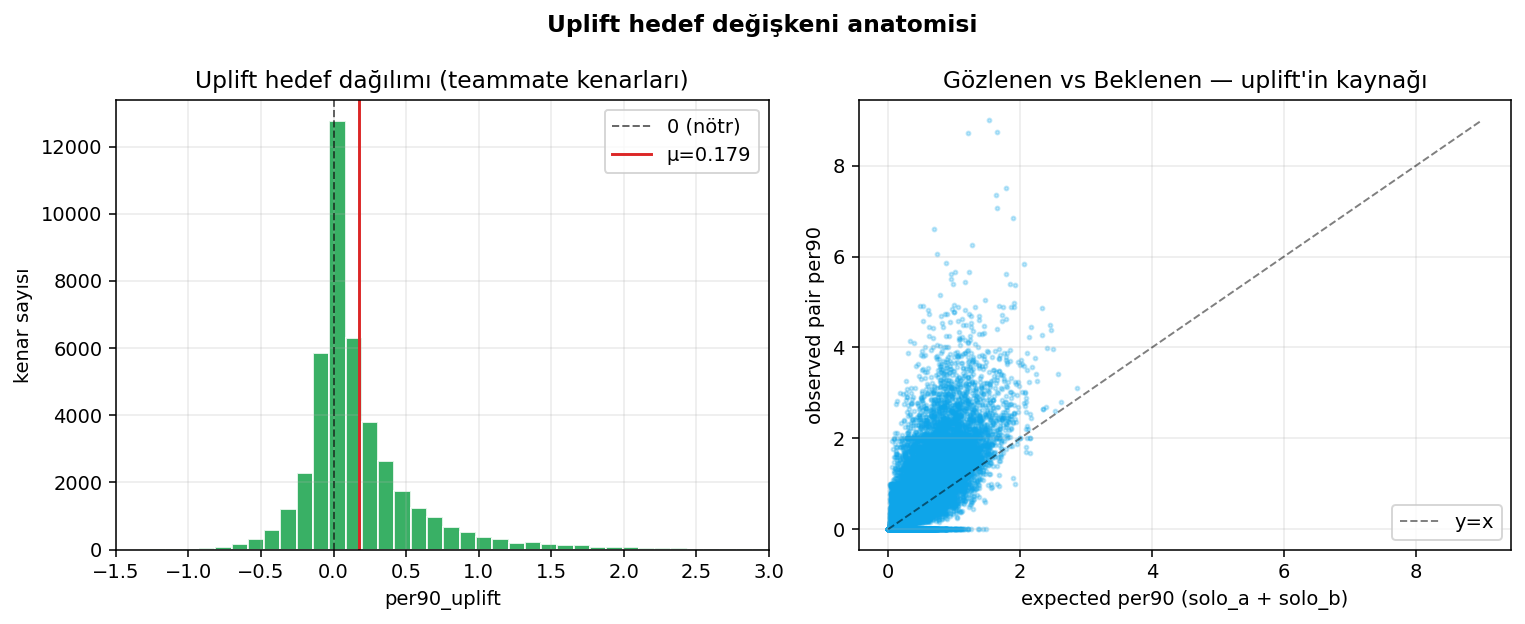 Uplift hedef değişkeni anatomisi
Uplift hedef dağılımı (teammate kenarları)
kenar sayısı
12000
10000
8000
6000
4000
2000
0
0 (nötr)
μ=0.179
−1.5 −1.0 −0.5 0.0 0.5 1.0 1.5 2.0 2.5 3.0
per90_uplift
Gözlenen vs Beklenen — uplift'in kaynağı
observed pair per90
8
6
4
2
0
y=x
0 2 4 6 8
expected per90 (solo_a + solo_b)